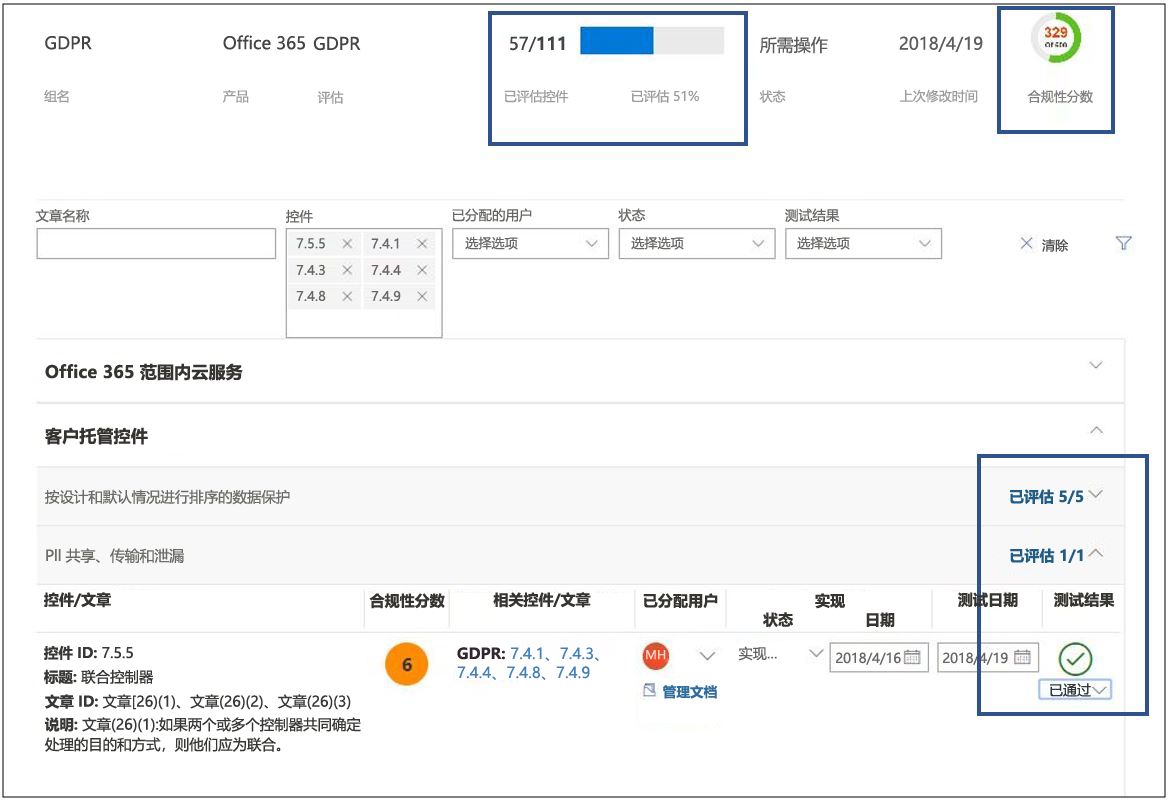 GDPR Office 365 GDPR 57/111 所需操作 2018/4/19 329
OF 600
组名 产品 评估 已评估控件 已评估 51% 状态 上次修改时间 合规性分数
文章名称 控件 已分配的用户 状态 测试结果
7.5.5 × 7.4.1 × 选择选项 选择选项 选择选项 × 清除
7.4.3 × 7.4.4 ×
7.4.8 × 7.4.9 ×
Office 365 范围内云服务
客户托管控件
按设计和默认情况进行排序的数据保护 已评估 5/5
PII 共享、传输和泄漏 已评估 1/1
控件/文章 合规性分数 相关控件/文章 已分配用户 实现 测试日期 测试结果
状态 日期
控件 ID: 7.5.5 6 GDPR: 7.4.1、7.4.3、 MH 实现... 2018/4/16 2018/4/19
标题: 联合控制器 7.4.4、7.4.8、7.4.9
管理文档 已通过
文章 ID: 文章[26)(1)、文章(26)(2)、文章(26)(3)
说明: 文章(26)(1):如果两个或多个控制器共同确定
处理的目的和方式，则他们应为联合。